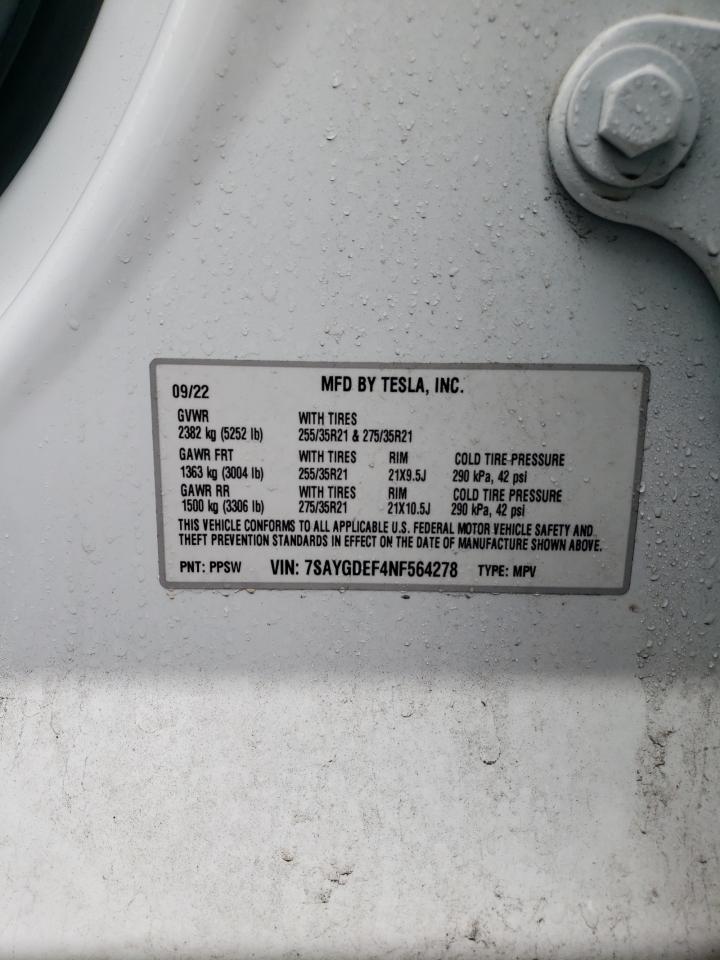 09/22 MFD BY TESLA, INC.
GVWR WITH TIRES
2382 kg (5252 lb) 255/35R21 & 275/35R21
GAWR FRT WITH TIRES RIM COLD TIRE PRESSURE
1363 kg (3004 lb) 255/35R21 21X9.5J 290 kPa, 42 psi
GAWR RR WITH TIRES RIM COLD TIRE PRESSURE
1500 kg (3306 lb) 275/35R21 21X10.5J 290 kPa, 42 psi
THIS VEHICLE CONFORMS TO ALL APPLICABLE U.S. FEDERAL MOTOR VEHICLE SAFETY AND
THEFT PREVENTION STANDARDS IN EFFECT ON THE DATE OF MANUFACTURE SHOWN ABOVE.
PNT: PPSW VIN: 7SAYGDEF4NF564278 TYPE: MPV